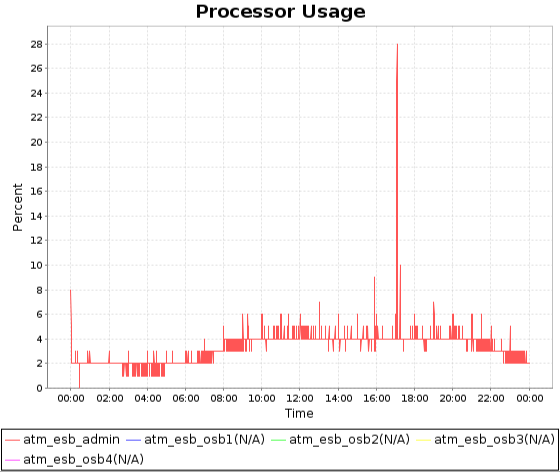 Processor Usage
28
26
24
22
20
18
16
14
12
10
8
6
4
2
0
Percent
00:00 02:00 04:00 06:00 08:00 10:00 12:00 14:00 16:00 18:00 20:00 22:00 00:00
Time
atm_esb_admin atm_esb_osb1(N/A) atm_esb_osb2(N/A) atm_esb_osb3(N/A)
atm_esb_osb4(N/A)